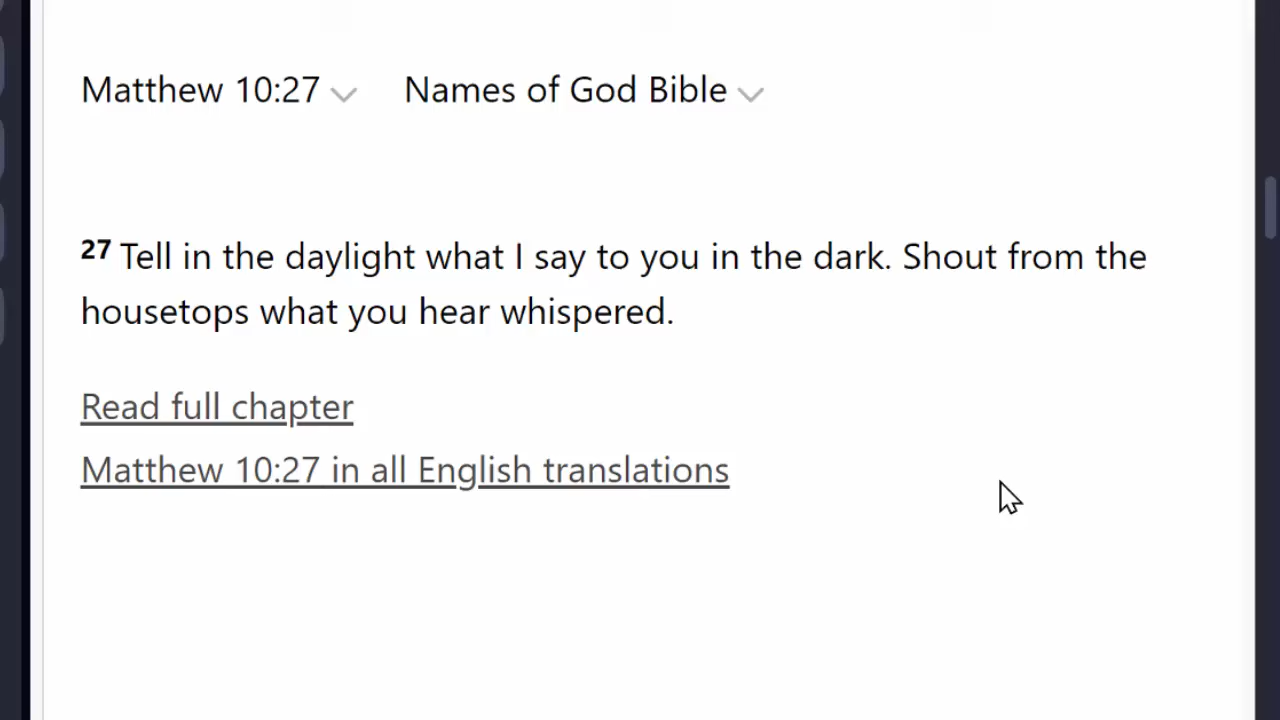 Matthew 10:27 Names of God Bible
27 Tell in the daylight what I say to you in the dark. Shout from the
housetops what you hear whispered.
Read full chapter
Matthew 10:27 in all English translations